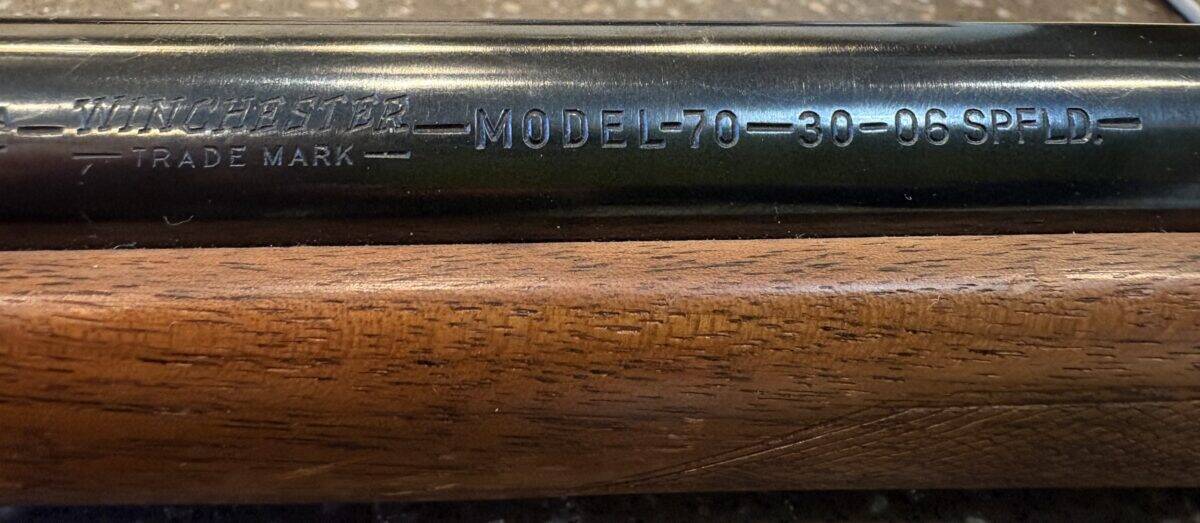 —WINCHESTER—MODEL-70—30-06 SPFLD.—
—TRADE MARK—